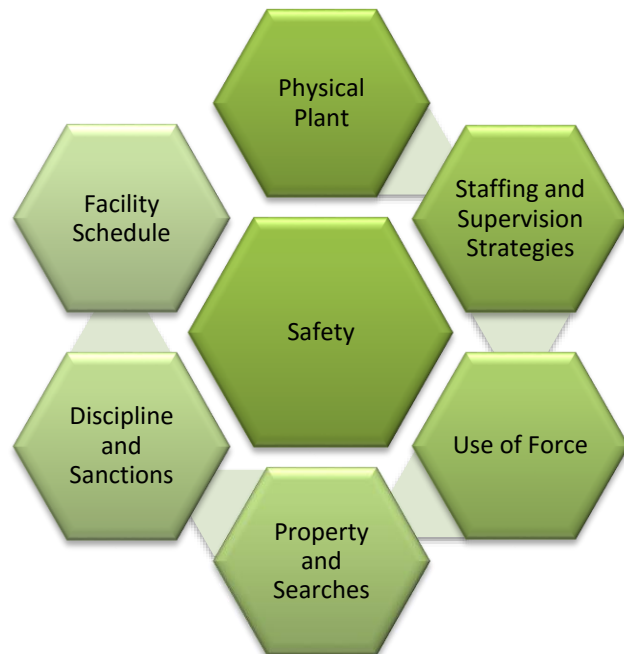 Physical
Plant
Staffing and
Supervision
Strategies
Facility
Schedule
Safety
Discipline
and
Sanctions
Use of Force
Property
and
Searches